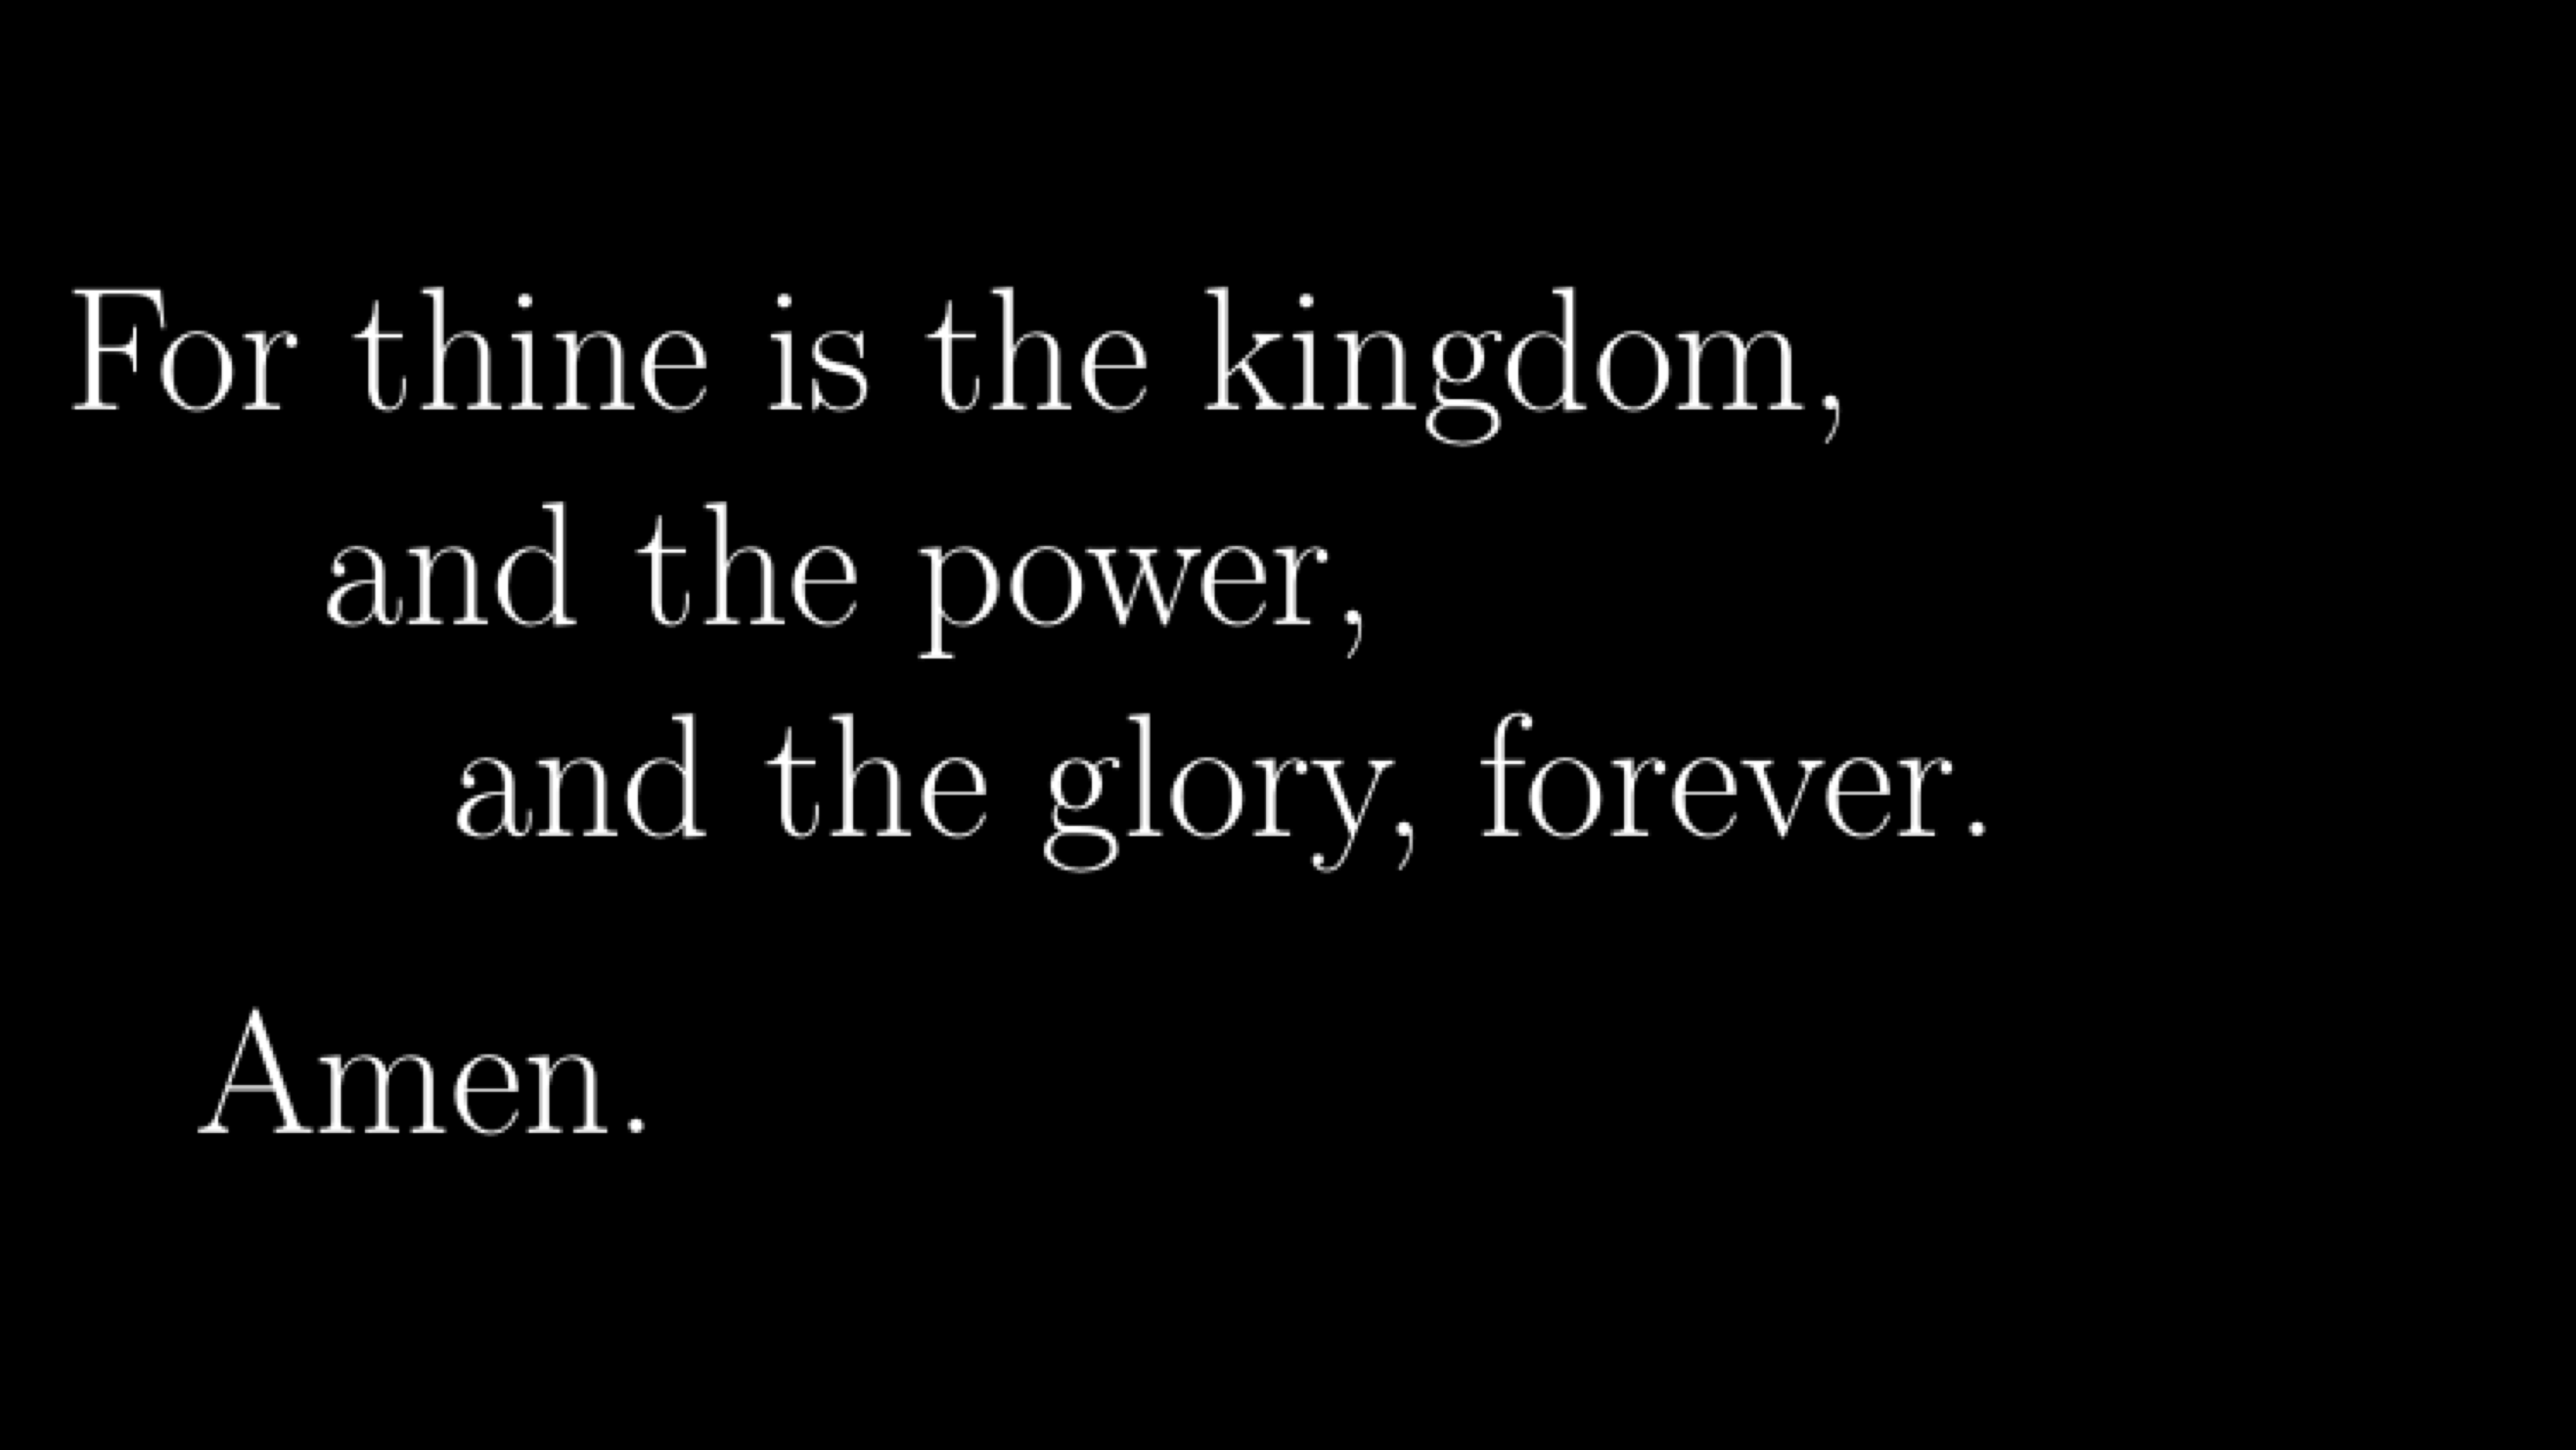 For thine is the kingdom,
and the power,
and the glory, forever.
Amen.